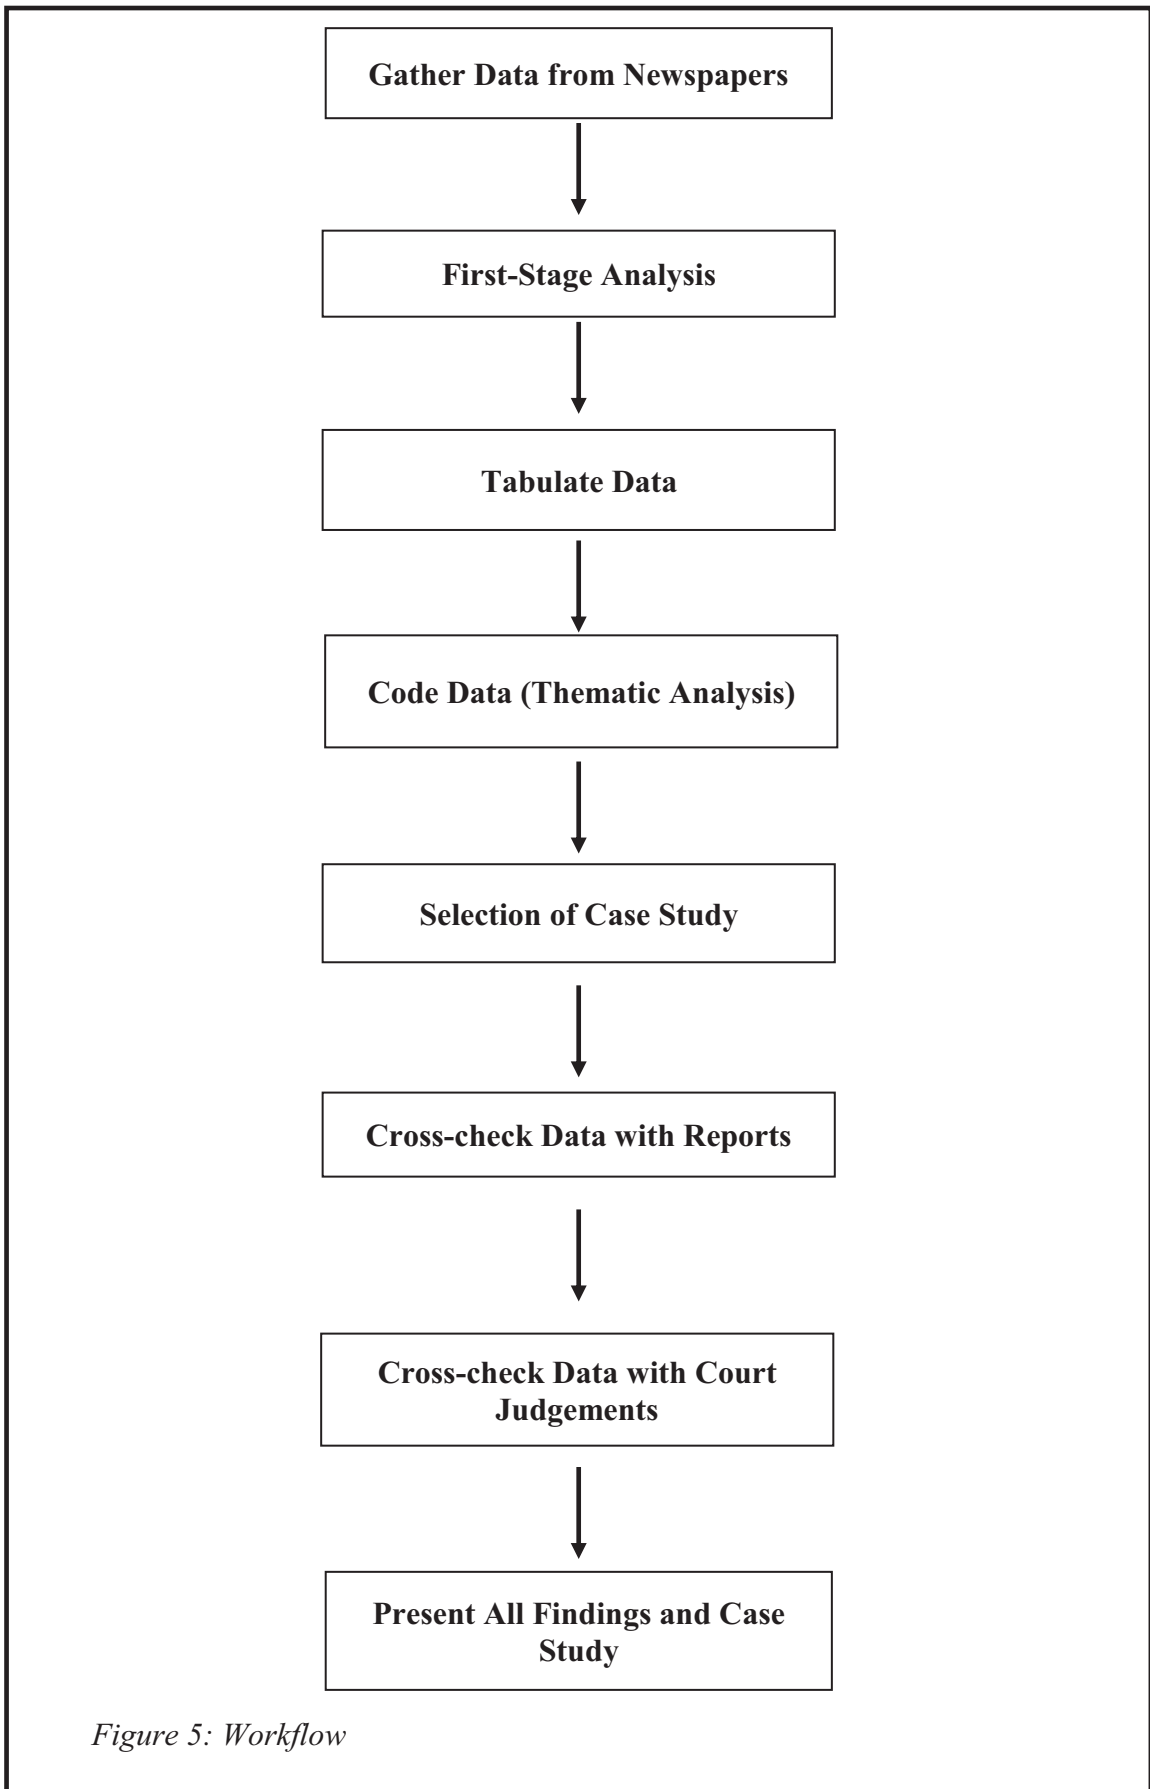 Gather Data from Newspapers
First-Stage Analysis
Tabulate Data
Code Data (Thematic Analysis)
Selection of Case Study
Cross-check Data with Reports
Cross-check Data with Court
Judgements
Present All Findings and Case
Study
Figure 5: Workflow